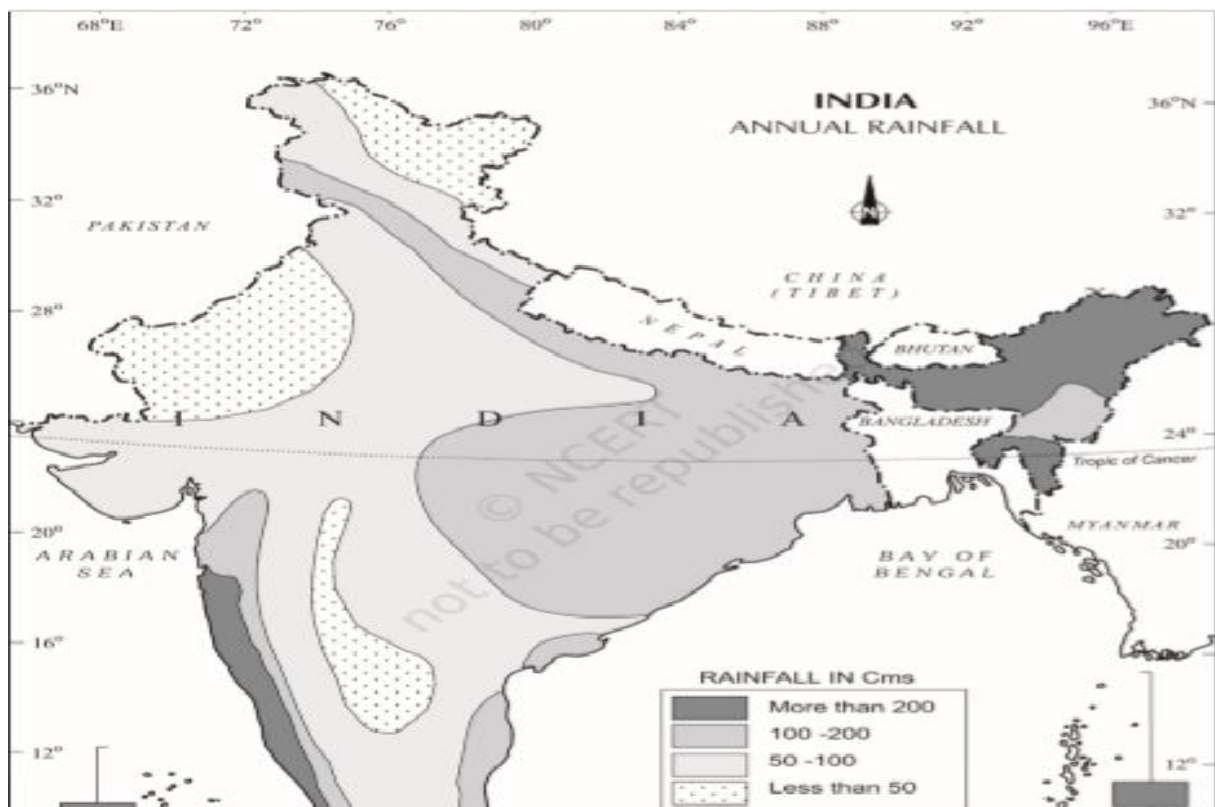 68°E 72° 76° 80° 84° 88° 92° 96°E
36°N
INDIA
36°N
ANNUAL RAINFALL
N
32°
32°
PAKISTAN
CHINA
(TIBET)
28°
28°
NEPAL
BHUTAN
I N D I A
BANGLADESH
24°
24°
Tropic of Cancer
© NCERT
not to be republishe
20°
MYANMAR
20°
ARABIAN
SEA
BAY OF
BENGAL
16°
RAINFALL IN Cms
More than 200
100 -200
12°
50 -100
12°
Less than 50